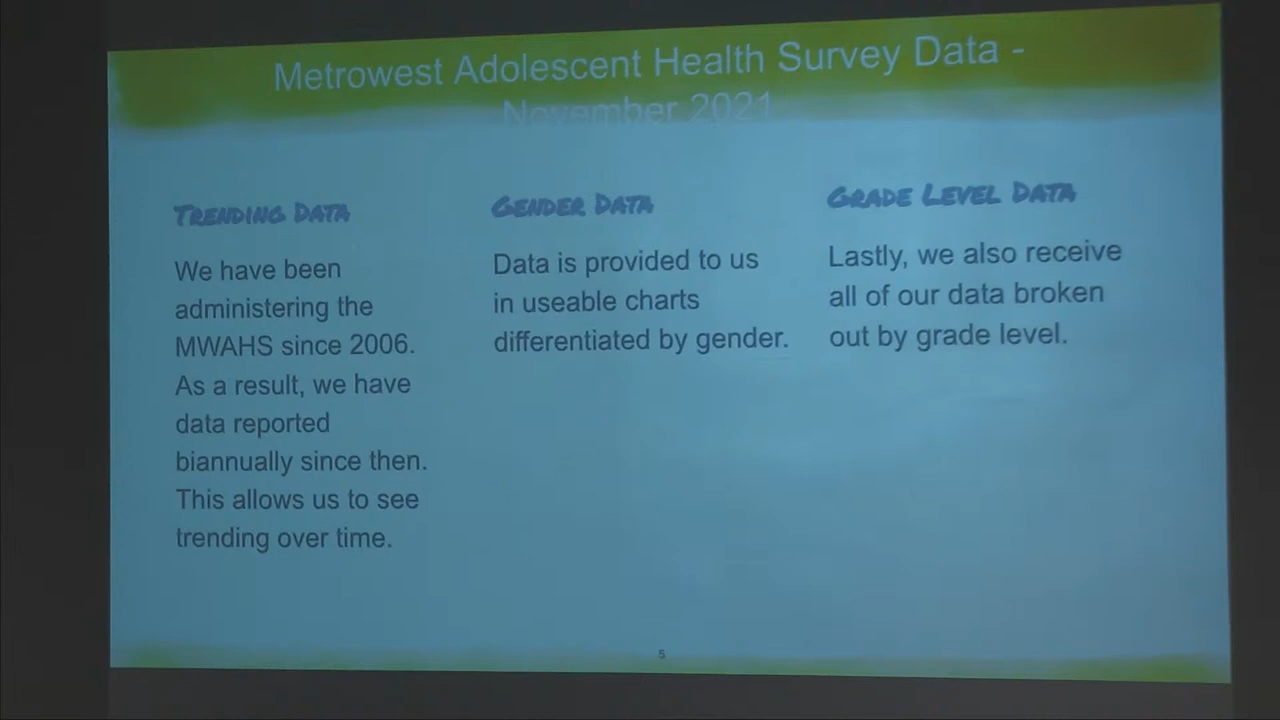 Metrowest Adolescent Health Survey Data -
November 2021
TRENDING DATA
We have been
administering the
MWAHS since 2006.
As a result, we have
data reported
biannually since then.
This allows us to see
trending over time.
GENDER DATA
Data is provided to us
in useable charts
differentiated by gender.
GRADE LEVEL DATA
Lastly, we also receive
all of our data broken
out by grade level.
5